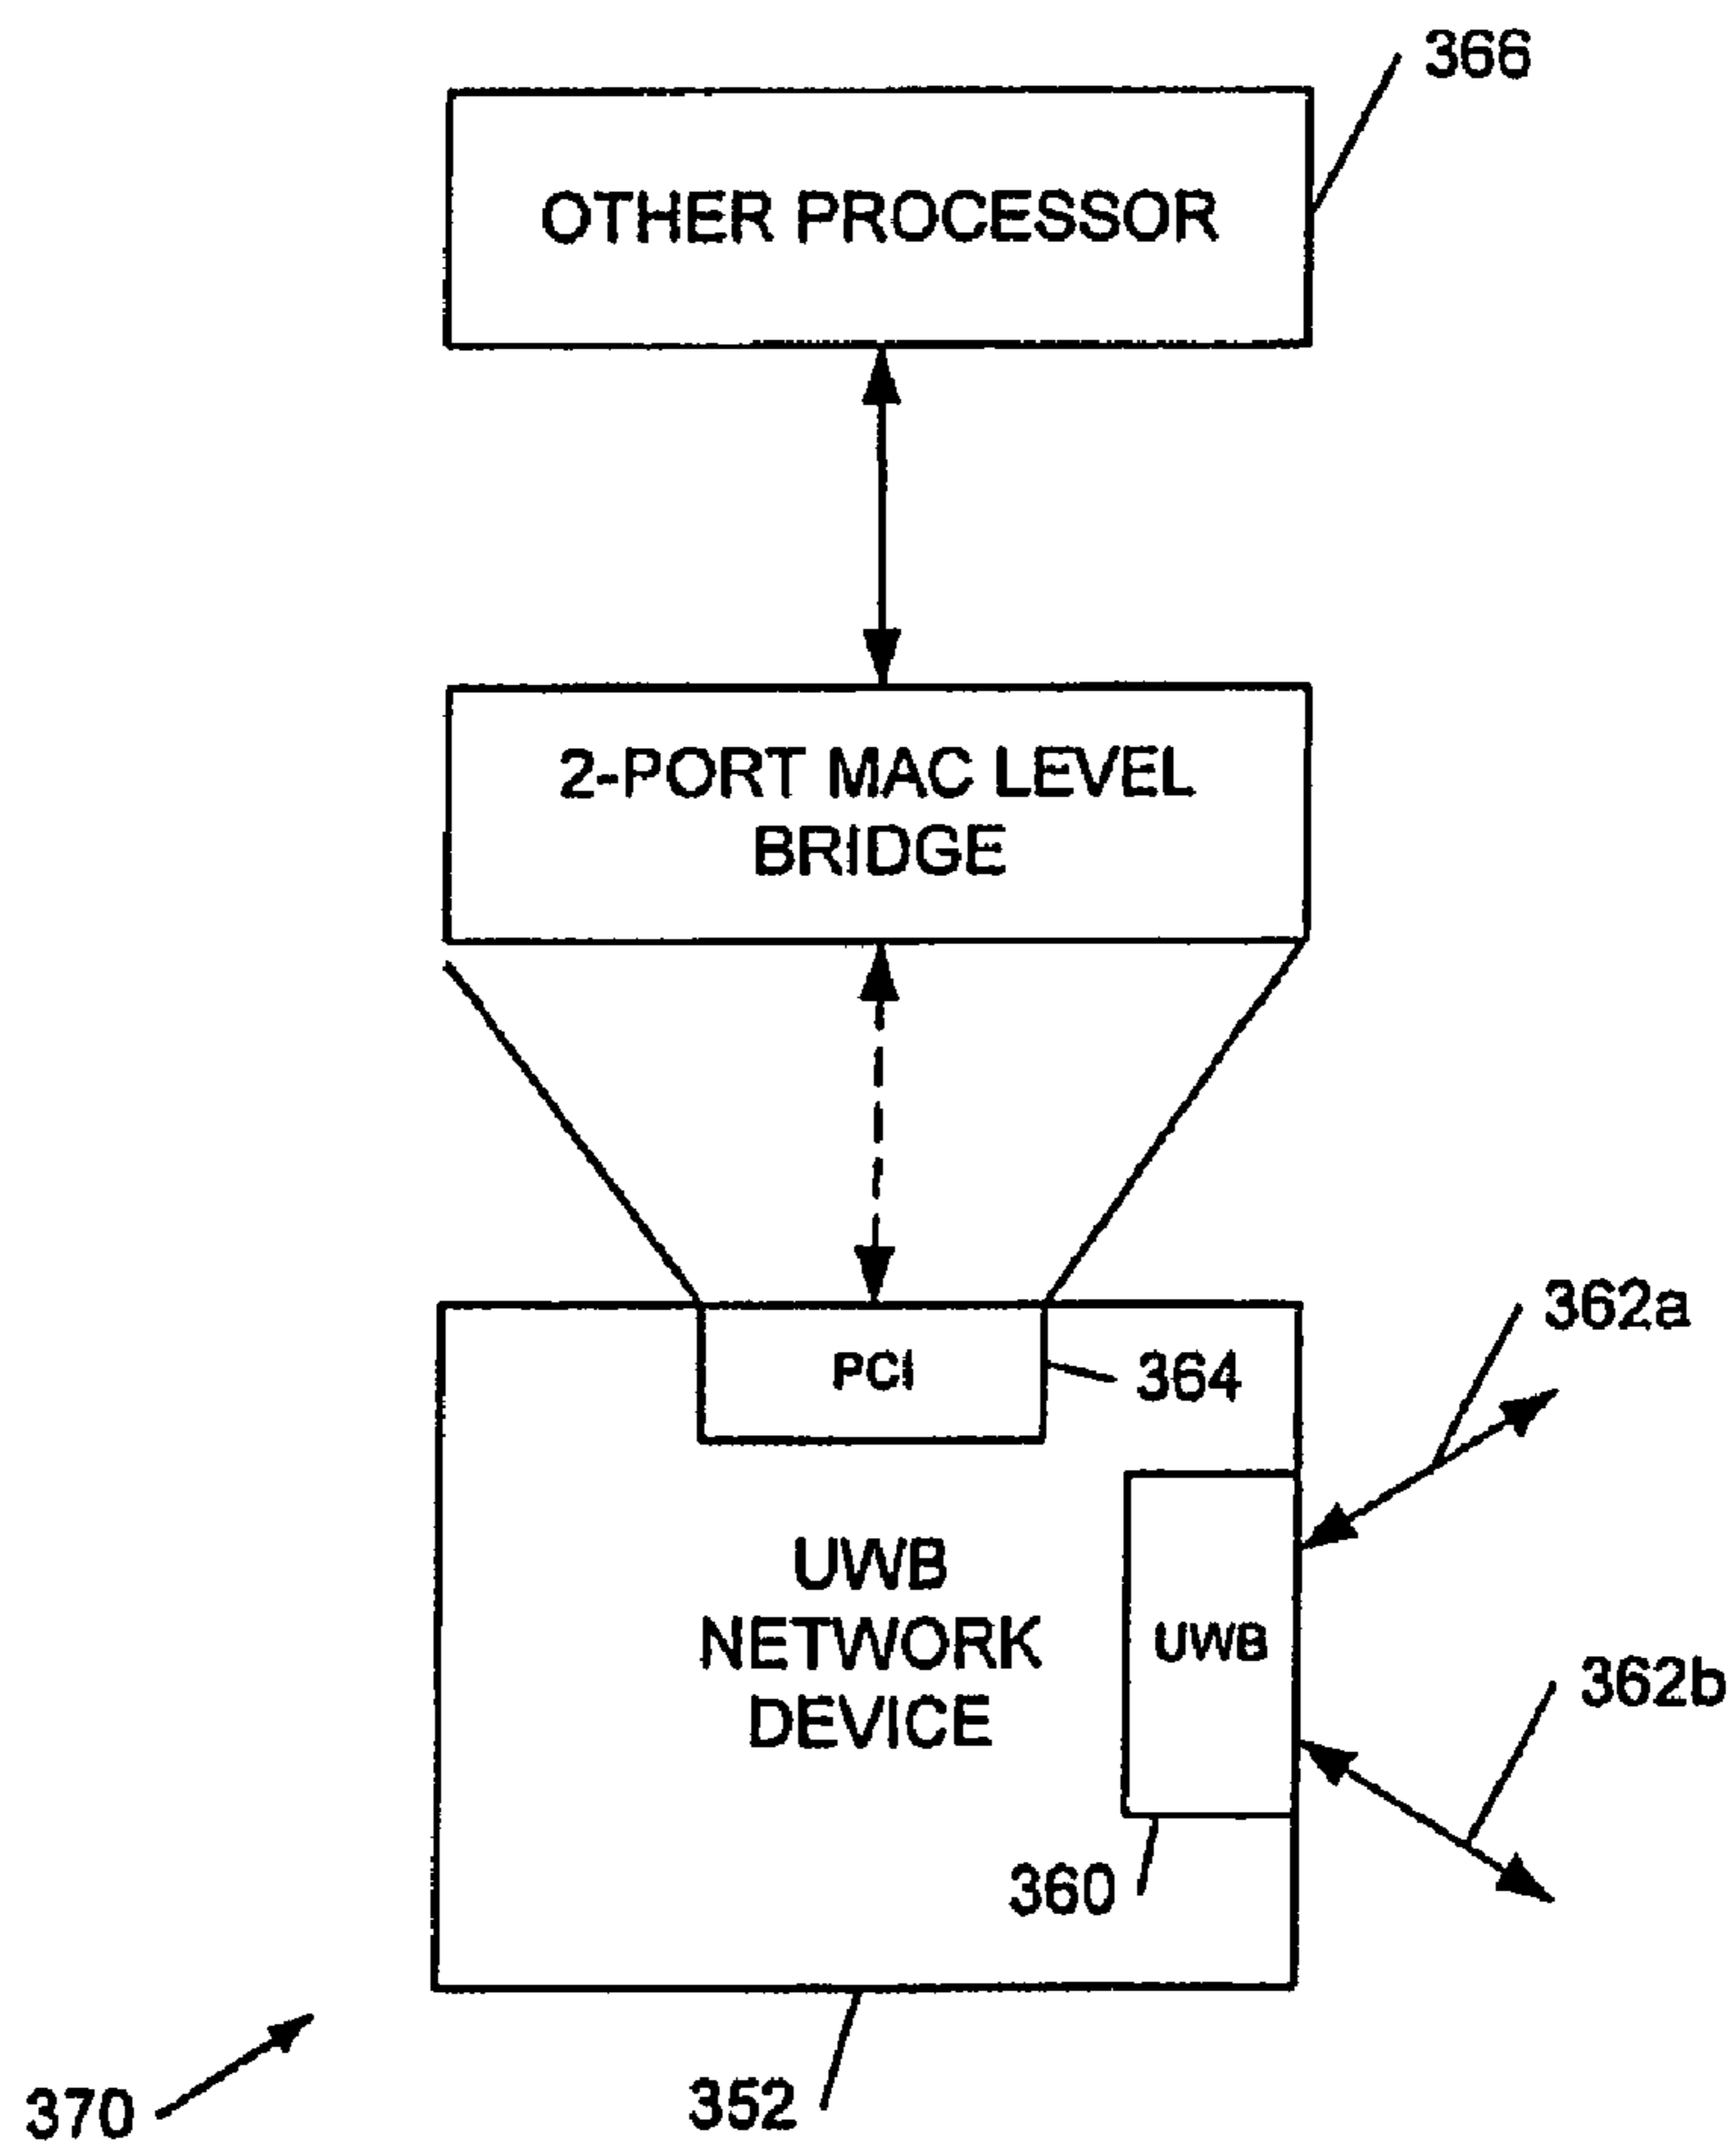 366
OTHER PROCESSOR
2-PORT MAC LEVEL
BRIDGE
362a
PCI
364
UWB
NETWORK
DEVICE
UWB
362b
360
352
370